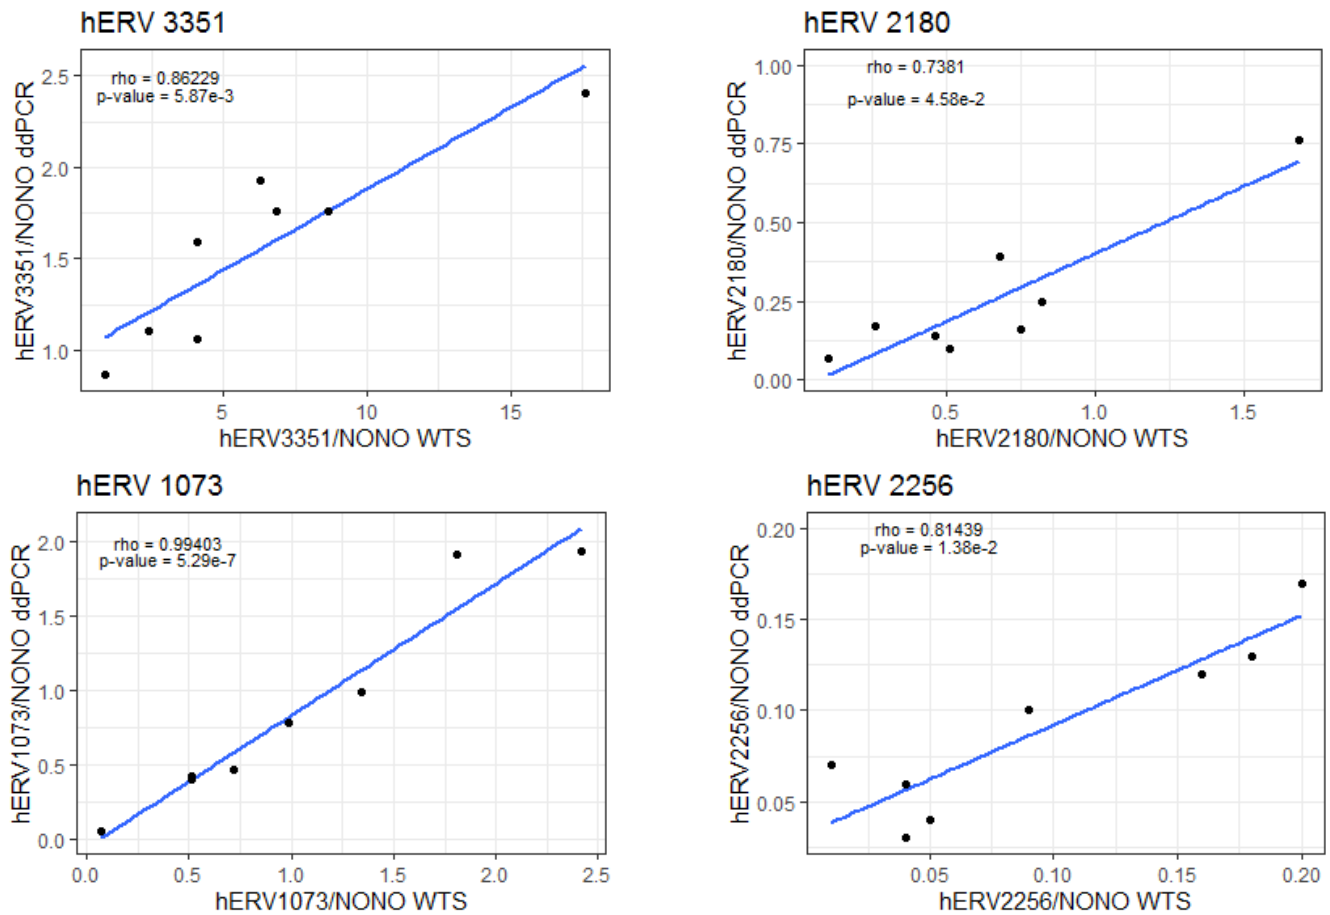 hERV 3351
rho = 0.86229
p-value = 5.87e-3
2.5
2.0
1.5
1.0
hERV3351/NONO ddPCR
5 10 15
hERV3351/NONO WTS
hERV 2180
rho = 0.7381
p-value = 4.58e-2
1.00
0.75
0.50
0.25
0.00
hERV2180/NONO ddPCR
0.5 1.0 1.5
hERV2180/NONO WTS
hERV 1073
rho = 0.99403
p-value = 5.29e-7
2.0
1.5
1.0
0.5
0.0
hERV1073/NONO ddPCR
0.0 0.5 1.0 1.5 2.0 2.5
hERV1073/NONO WTS
hERV 2256
rho = 0.81439
p-value = 1.38e-2
0.20
0.15
0.10
0.05
hERV2256/NONO ddPCR
0.05 0.10 0.15 0.20
hERV2256/NONO WTS